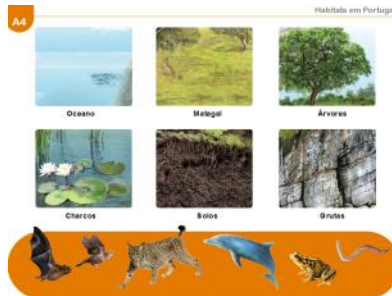 Habitats em Portugal
A4
Oceano
Matagal
Árvores
Charcos
Solos
Grutas